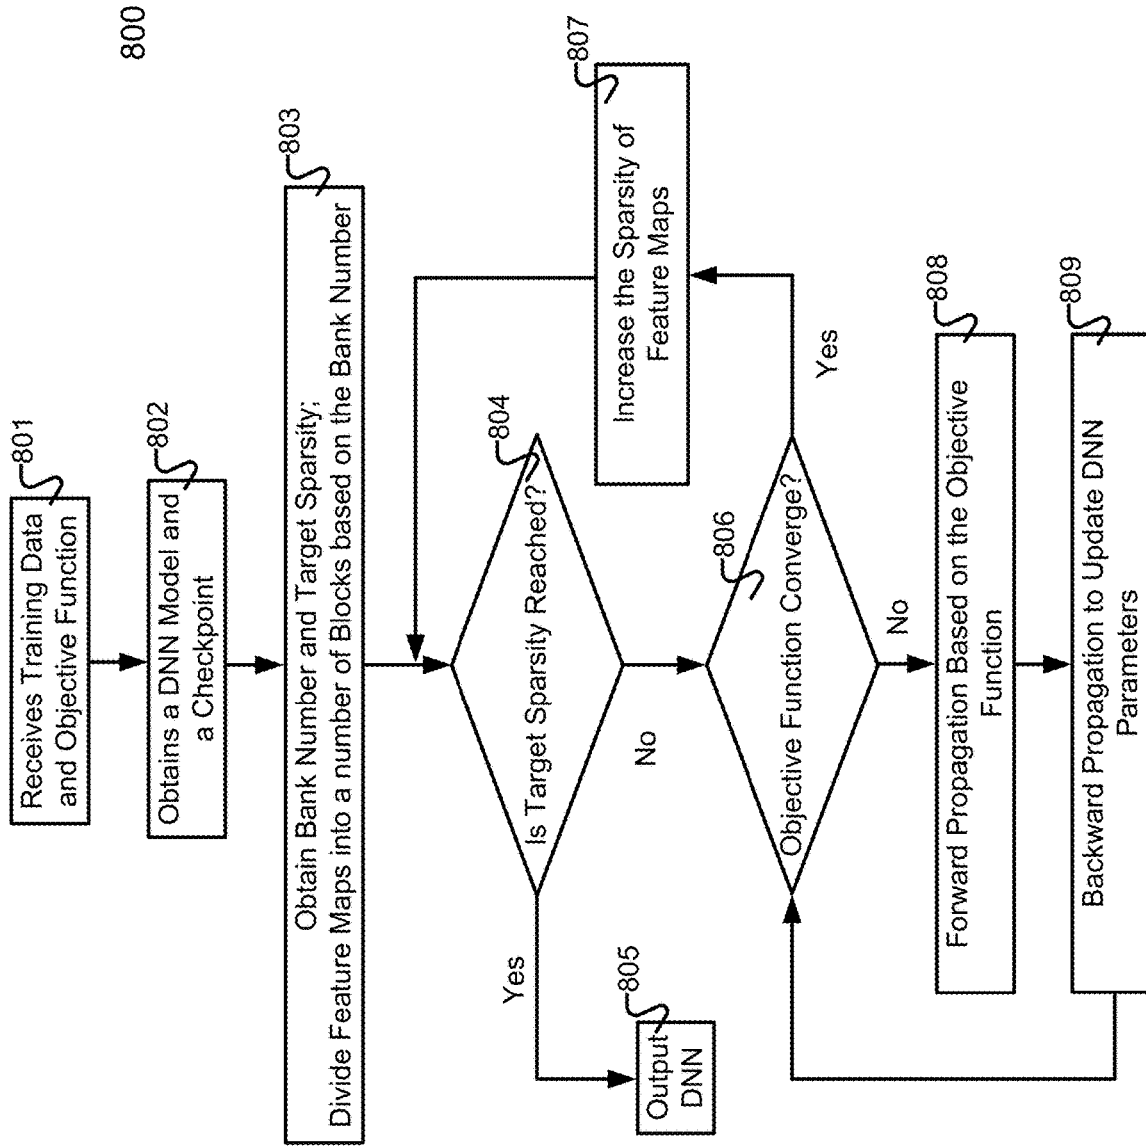 800
801
Receives Training Data
and Objective Function
802
Obtains a DNN Model and
a Checkpoint
803
Obtain Bank Number and Target Sparsity;
Divide Feature Maps into a number of Blocks based on the Bank Number
804
Is Target Sparsity Reached?
Yes
No
805
Output
DNN
806
Objective Function Converge?
Yes
No
807
Increase the Sparsity of
Feature Maps
808
Forward Propagation Based on the Objective
Function
809
Backward Propagation to Update DNN
Parameters